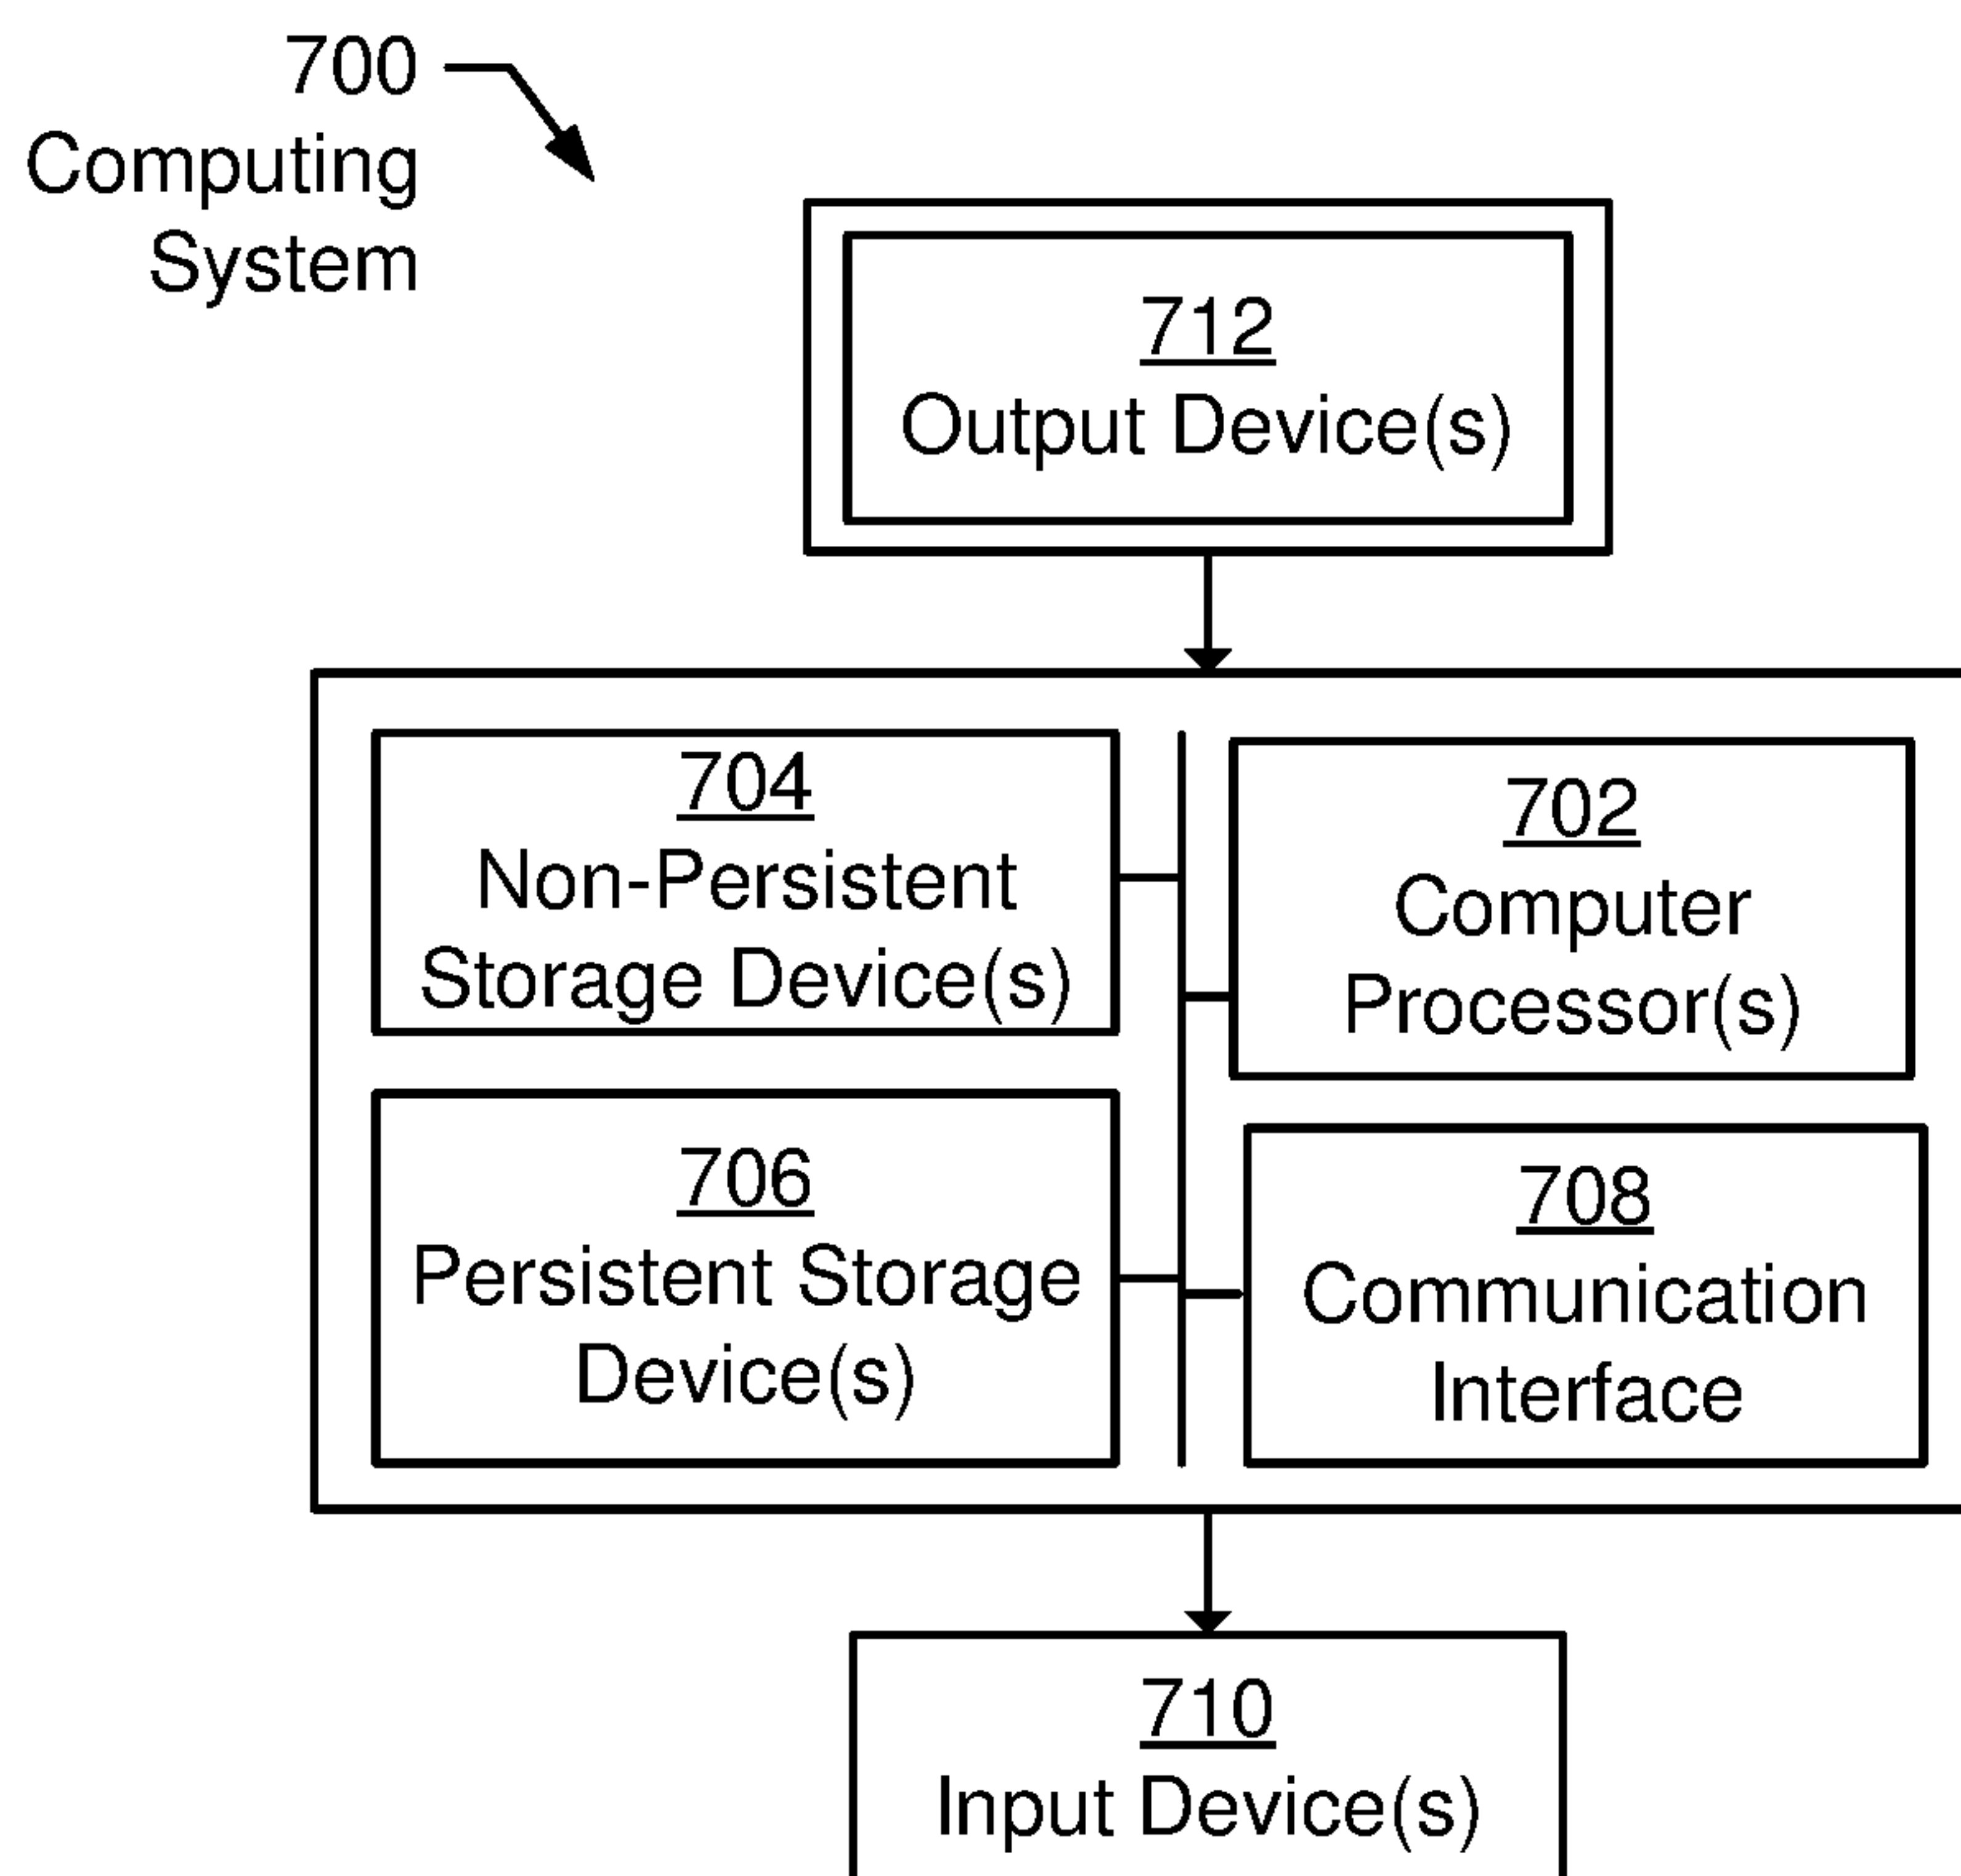 700
Computing
System
712
Output Device(s)
704
Non-Persistent
Storage Device(s)
702
Computer
Processor(s)
706
Persistent Storage
Device(s)
708
Communication
Interface
710
Input Device(s)